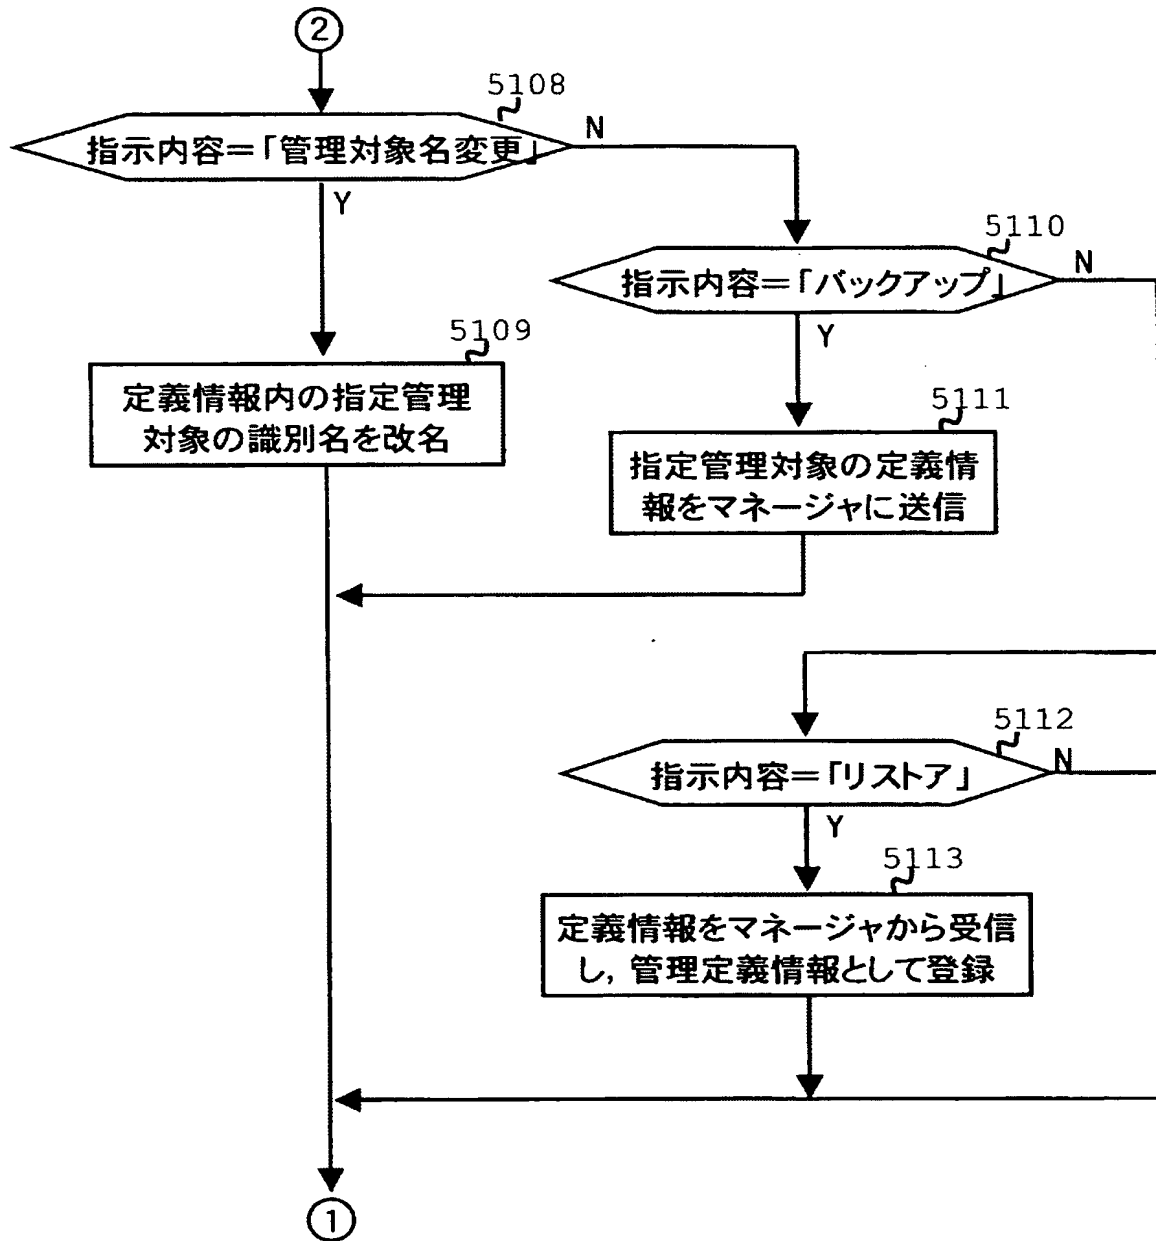 ②
5108
指示内容=「管理対象名変更」
N
Y
5110
指示内容=「バックアップ」
N
Y
5109
定義情報内の指定管理
対象の識別名を改名
5111
指定管理対象の定義情
報をマネージャに送信
5112
指示内容=「リストア」
N
Y
5113
定義情報をマネージャから受信
し,管理定義情報として登録
①